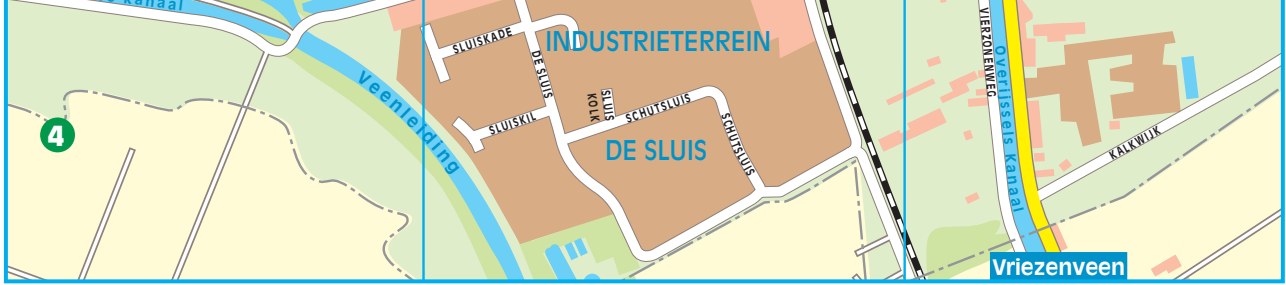 kanaal
Veenleiding
4
SLUISKADE
DE SLUIS
INDUSTRIETERREIN
DE SLUIS
SLUISKIL
SLUIS
KOLK
SCHUTSLUIS
SCHUTSLUIS
VIERZONENWEG
Overijssels Kanaal
KALKWIJK
Vriezenveen